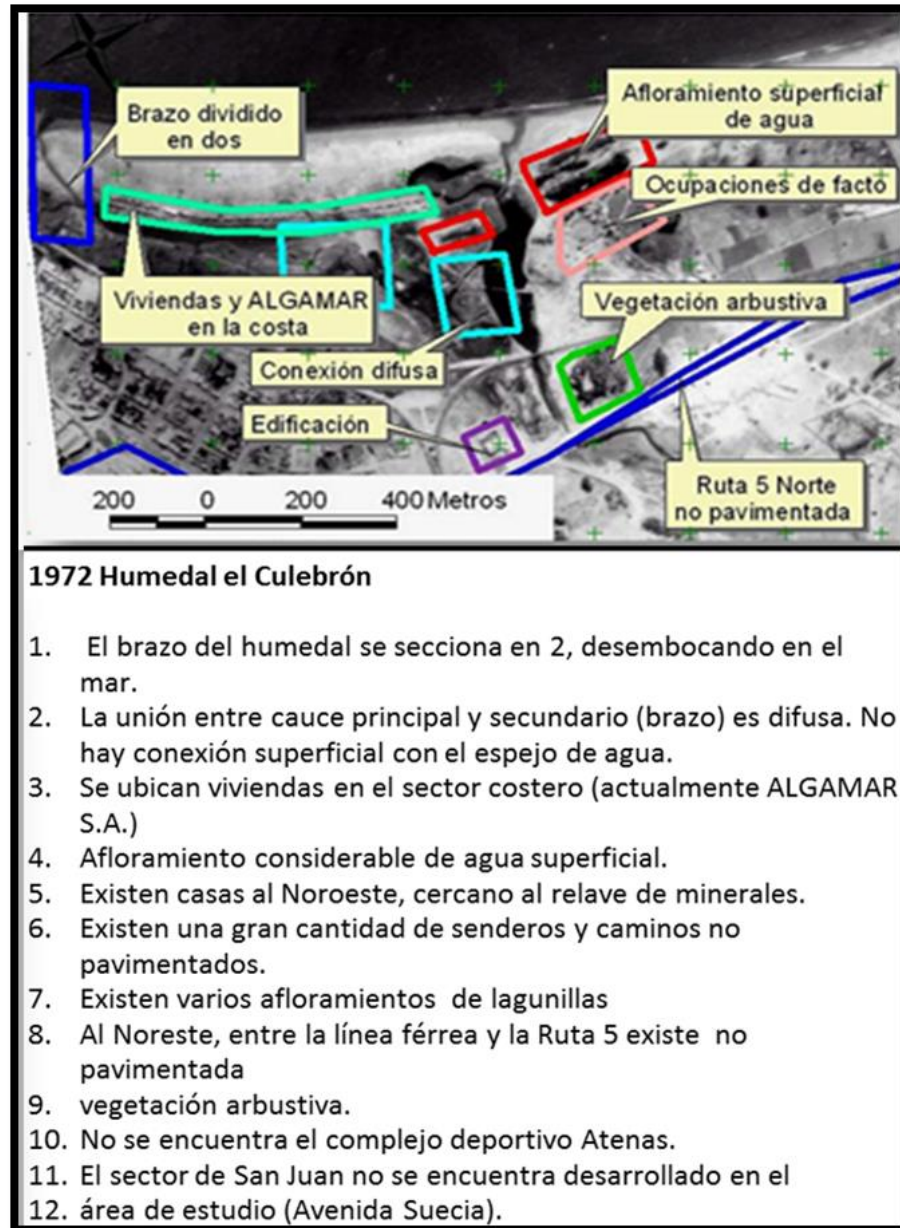 Brazo dividido
en dos
Afloramiento superficial
de agua
Ocupaciones de facto
Viviendas y ALGAMAR
en la costa
Vegetación arbustiva
Conexión difusa
Edificación
Ruta 5 Norte
no pavimentada
200 0 200 400 Metros
1972 Humedal el Culebrón
1. El brazo del humedal se secciona en 2, desembocando en el
mar.
2. La unión entre cauce principal y secundario (brazo) es difusa. No
hay conexión superficial con el espejo de agua.
3. Se ubican viviendas en el sector costero (actualmente ALGAMAR
S.A.)
4. Afloramiento considerable de agua superficial.
5. Existen casas al Noroeste, cercano al relave de minerales.
6. Existen una gran cantidad de senderos y caminos no
pavimentados.
7. Existen varios afloramientos de lagunillas
8. Al Noreste, entre la línea férrea y la Ruta 5 existe no
pavimentada
9. vegetación arbustiva.
10. No se encuentra el complejo deportivo Atenas.
11. El sector de San Juan no se encuentra desarrollado en el
12. área de estudio (Avenida Suecia).